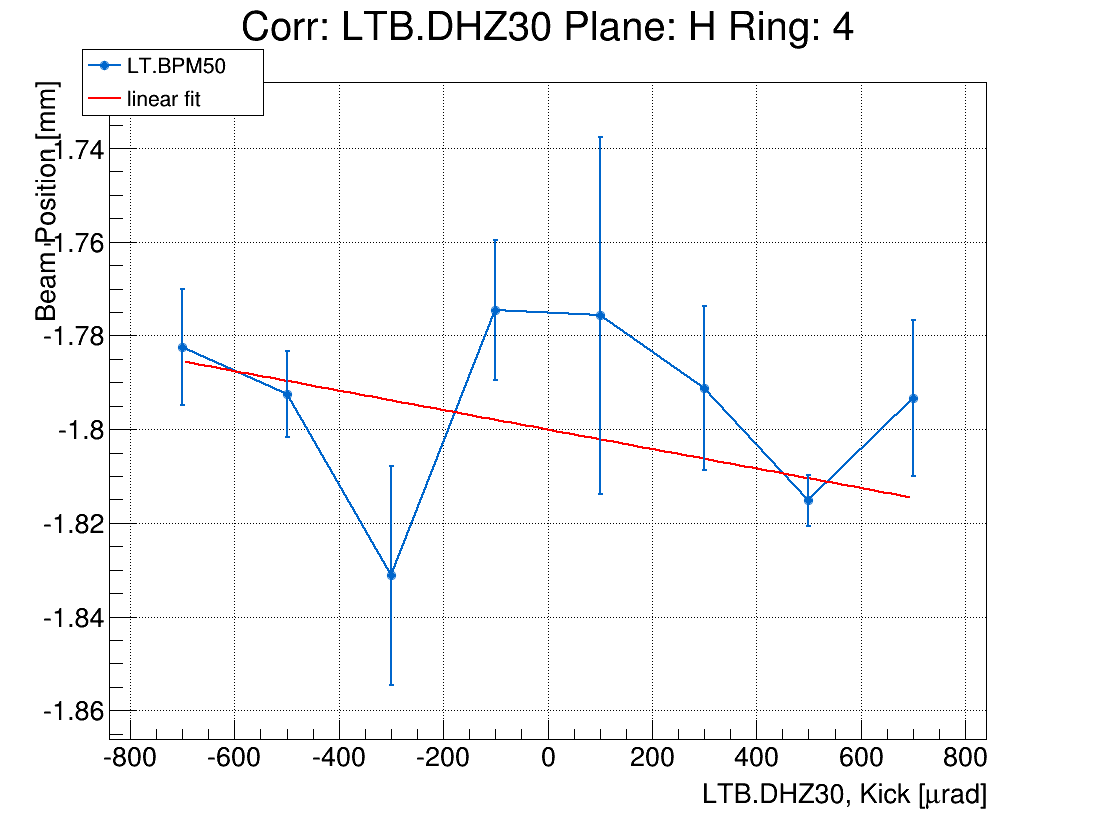 Corr: LTB.DHZ30 Plane: H Ring: 4
LT.BPM50
linear fit
Beam Position [mm]
-1.74
-1.76
-1.78
-1.8
-1.82
-1.84
-1.86
-800 -600 -400 -200 0 200 400 600 800
LTB.DHZ30, Kick [μrad]